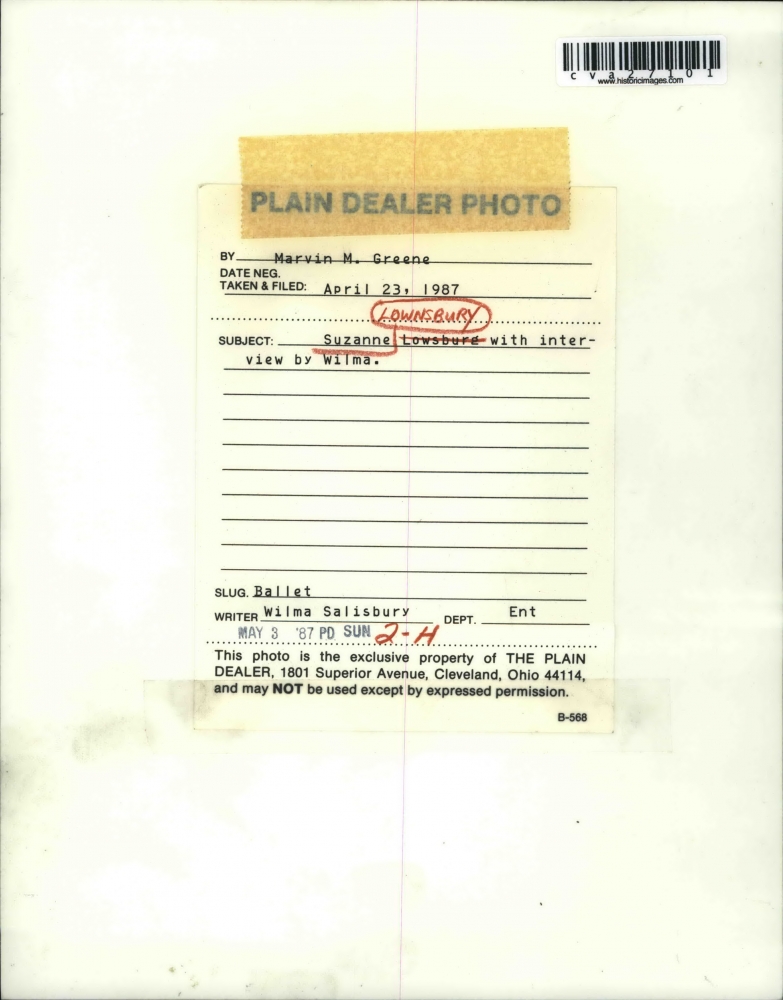 cva27101
www.historicimages.com
PLAIN DEALER PHOTO
BY Marvin M. Greene
DATE NEG.
TAKEN & FILED: April 23, 1987
LOWNSBURY
SUBJECT: Suzanne Lowsbure with inter-
view by Wilma.
SLUG. Ballet
WRITER Wilma Salisbury DEPT. Ent
MAY 3 '87 PD SUN 2-H
This photo is the exclusive property of THE PLAIN
DEALER, 1801 Superior Avenue, Cleveland, Ohio 44114,
and may NOT be used except by expressed permission.
B-568